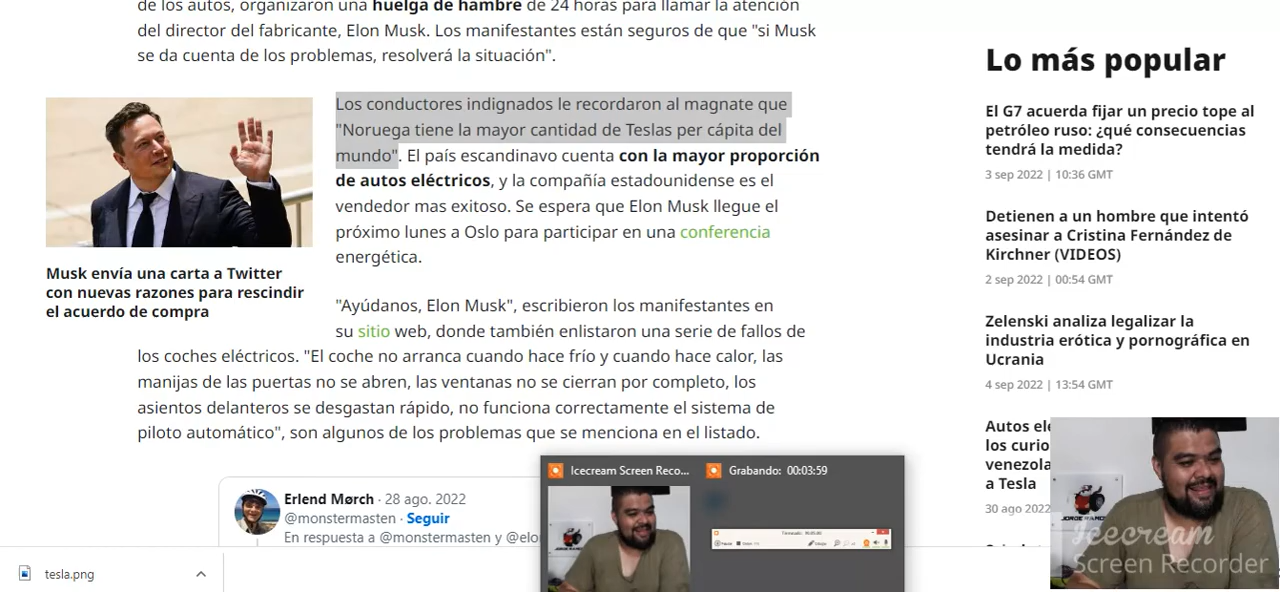 de los autos, organizaron una huelga de hambre de 24 horas para llamar la atención
del director del fabricante, Elon Musk. Los manifestantes están seguros de que "si Musk
se da cuenta de los problemas, resolverá la situación".
Los conductores indignados le recordaron al magnate que
"Noruega tiene la mayor cantidad de Teslas per cápita del
mundo". El país escandinavo cuenta con la mayor proporción
de autos eléctricos, y la compañía estadounidense es el
vendedor mas exitoso. Se espera que Elon Musk llegue el
próximo lunes a Oslo para participar en una conferencia
energética.
Musk envía una carta a Twitter
con nuevas razones para rescindir
el acuerdo de compra
"Ayúdanos, Elon Musk", escribieron los manifestantes en
su sitio web, donde también enlistaron una serie de fallos de
los coches eléctricos. "El coche no arranca cuando hace frío y cuando hace calor, las
manijas de las puertas no se abren, las ventanas no se cierran por completo, los
asientos delanteros se desgastan rápido, no funciona correctamente el sistema de
piloto automático", son algunos de los problemas que se menciona en el listado.
Erlend Mørch · 28 ago. 2022
@monstermasten · Seguir
En respuesta a @monstermasten y @elo
Lo más popular
El G7 acuerda fijar un precio tope al
petróleo ruso: ¿qué consecuencias
tendrá la medida?
3 sep 2022 | 10:36 GMT
Detienen a un hombre que intentó
asesinar a Cristina Fernández de
Kirchner (VIDEOS)
2 sep 2022 | 00:54 GMT
Zelenski analiza legalizar la
industria erótica y pornográfica en
Ucrania
4 sep 2022 | 13:54 GMT
Autos ele
los curio
venezola
a Tesla
30 ago 2022
Icecream Screen Reco...
Grabando: 00:03:59
JORGE RAMO
Icecream
Screen Recorder
tesla.png